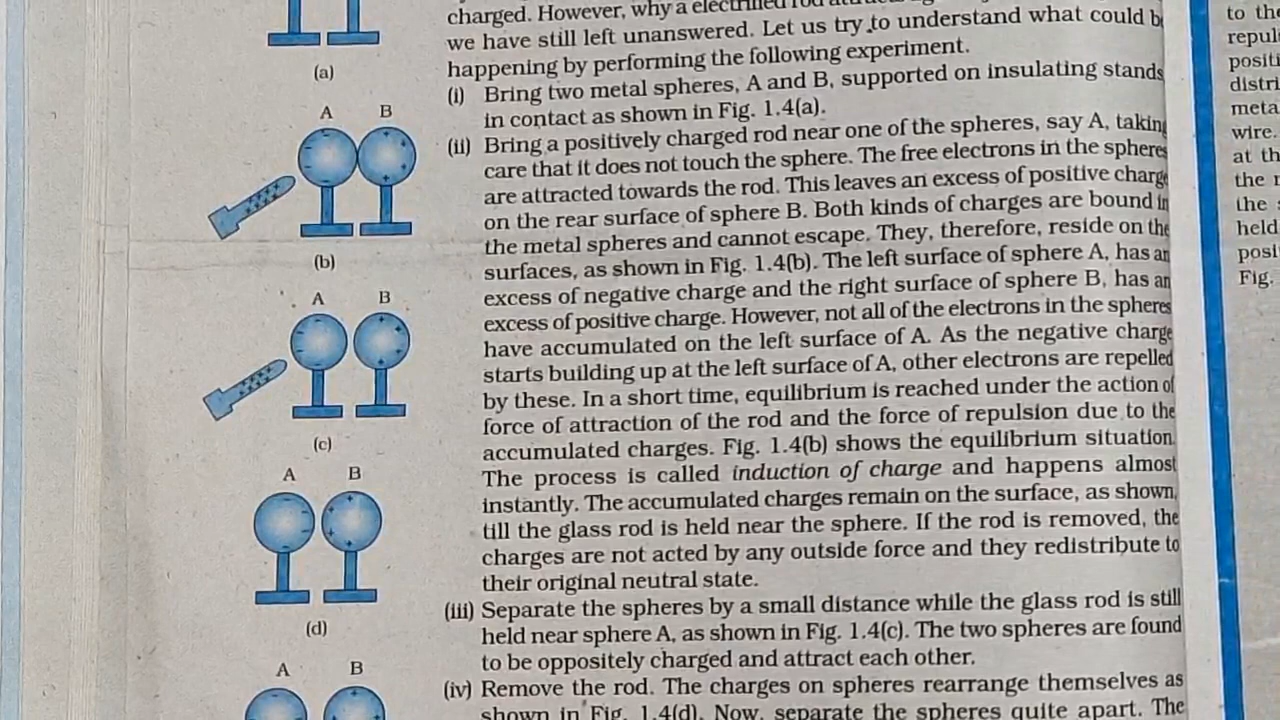 (a)
A B
(b)
A B
(c)
A B
(d)
A B
charged. However, why a electrified rod
we have still left unanswered. Let us try to understand what could b
happening by performing the following experiment.
(i) Bring two metal spheres, A and B, supported on insulating stands
in contact as shown in Fig. 1.4(a).
(ii) Bring a positively charged rod near one of the spheres, say A, taking
care that it does not touch the sphere. The free electrons in the spheres
are attracted towards the rod. This leaves an excess of positive charge
on the rear surface of sphere B. Both kinds of charges are bound in
the metal spheres and cannot escape. They, therefore, reside on the
surfaces, as shown in Fig. 1.4(b). The left surface of sphere A, has an
excess of negative charge and the right surface of sphere B, has an
excess of positive charge. However, not all of the electrons in the spheres
have accumulated on the left surface of A. As the negative charge
starts building up at the left surface of A, other electrons are repelled
by these. In a short time, equilibrium is reached under the action of
force of attraction of the rod and the force of repulsion due to the
accumulated charges. Fig. 1.4(b) shows the equilibrium situation.
The process is called induction of charge and happens almost
instantly. The accumulated charges remain on the surface, as shown,
till the glass rod is held near the sphere. If the rod is removed, the
charges are not acted by any outside force and they redistribute to
their original neutral state.
(iii) Separate the spheres by a small distance while the glass rod is still
held near sphere A, as shown in Fig. 1.4(c). The two spheres are found
to be oppositely charged and attract each other.
(iv) Remove the rod. The charges on spheres rearrange themselves as
shown in Fig. 1.4(d). Now, separate the spheres quite apart. The
to the
repul
positi
distri
meta
wire.
at th
the
the
held
posi
Fig.